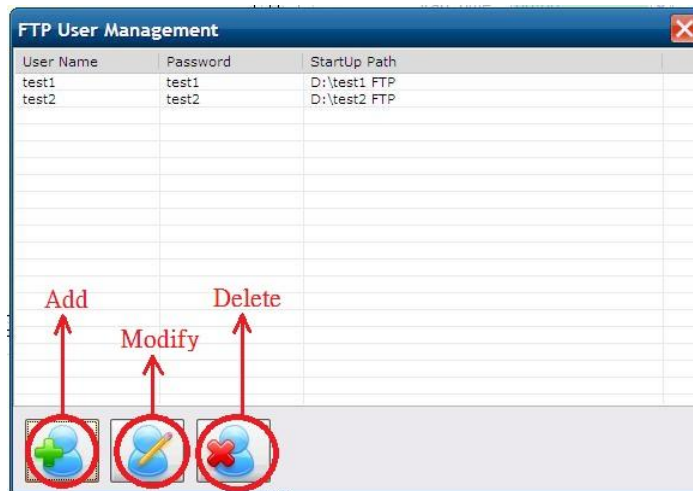 FTP User Management
User Name Password StartUp Path
test1 test1 D:\test1 FTP
test2 test2 D:\test2 FTP
Add Delete
Modify